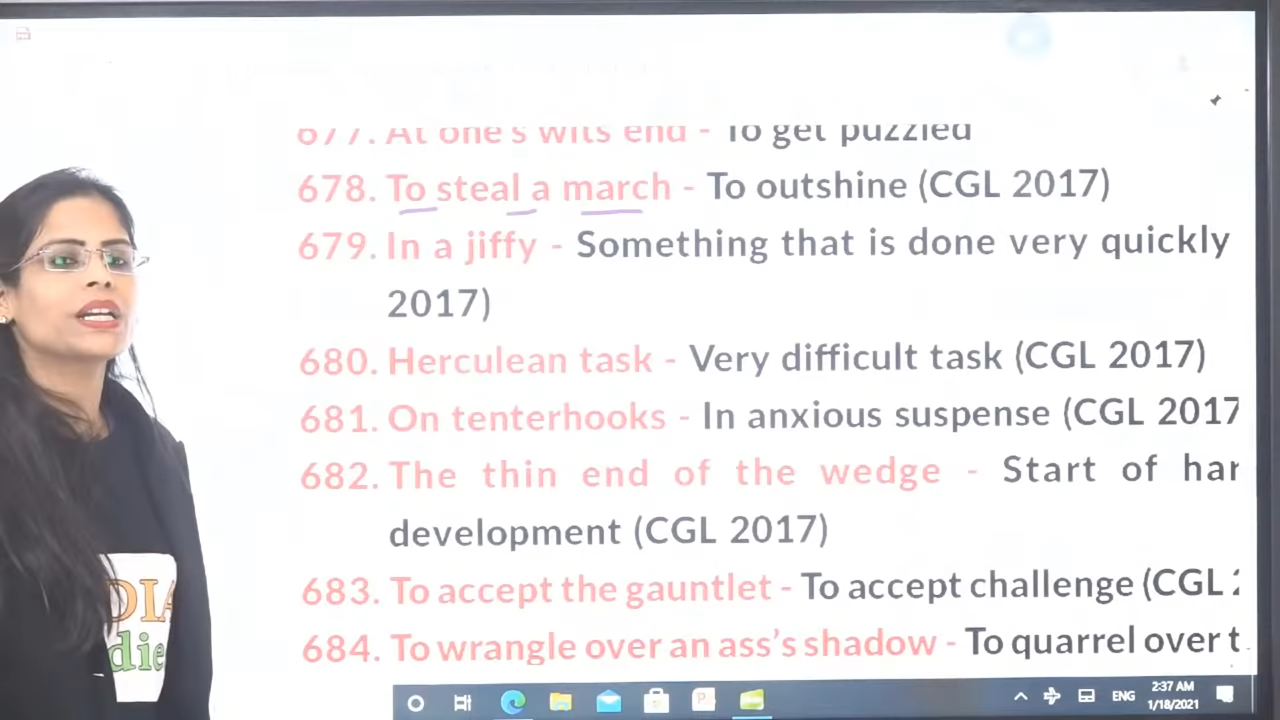 677. At one's wits end - To get puzzled
678. To steal a march - To outshine (CGL 2017)
679. In a jiffy - Something that is done very quickly
2017)
680. Herculean task - Very difficult task (CGL 2017)
681. On tenterhooks - In anxious suspense (CGL 2017
682. The thin end of the wedge - Start of har
development (CGL 2017)
683. To accept the gauntlet - To accept challenge (CGL
684. To wrangle over an ass's shadow - To quarrel over t
DIA
die
ENG
2:37 AM
1/18/2021